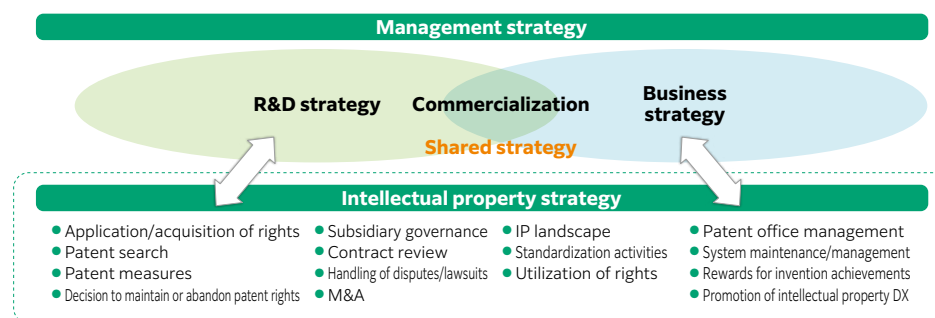 Management strategy
R&D strategy
Commercialization
Business
strategy
Shared strategy
Intellectual property strategy
Application/acquisition of rights
Patent search
Patent measures
Decision to maintain or abandon patent rights
Subsidiary governance
Contract review
Handling of disputes/lawsuits
M&A
IP landscape
Standardization activities
Utilization of rights
Patent office management
System maintenance/management
Rewards for invention achievements
Promotion of intellectual property DX